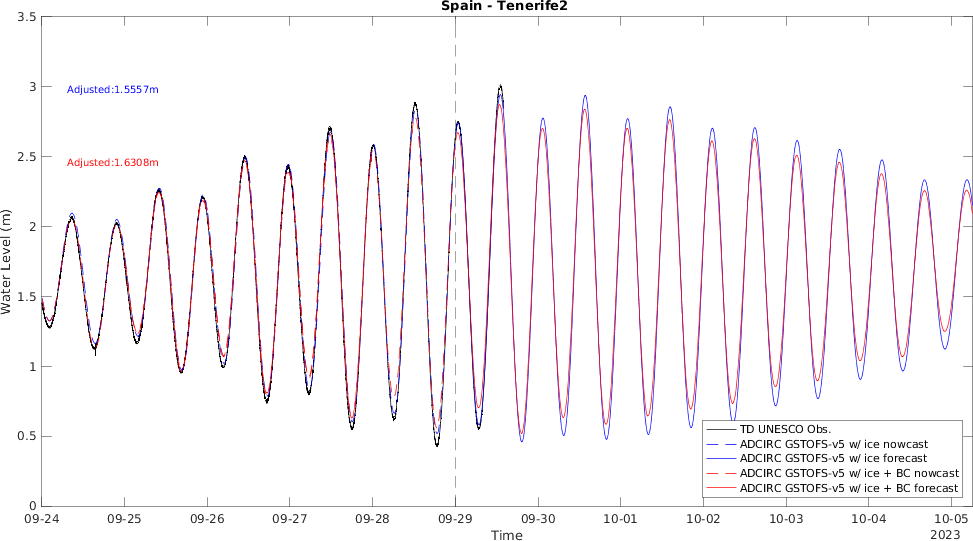 Spain - Tenerife2
3.5
3
2.5
2
1.5
1
0.5
0
Water Level (m)
Adjusted:1.5557m
Adjusted:1.6308m
TD UNESCO Obs.
ADCIRC GSTOFS-v5 w/ ice nowcast
ADCIRC GSTOFS-v5 w/ ice forecast
ADCIRC GSTOFS-v5 w/ ice + BC nowcast
ADCIRC GSTOFS-v5 w/ ice + BC forecast
09-24 09-25 09-26 09-27 09-28 09-29 09-30 10-01 10-02 10-03 10-04 10-05
2023
Time